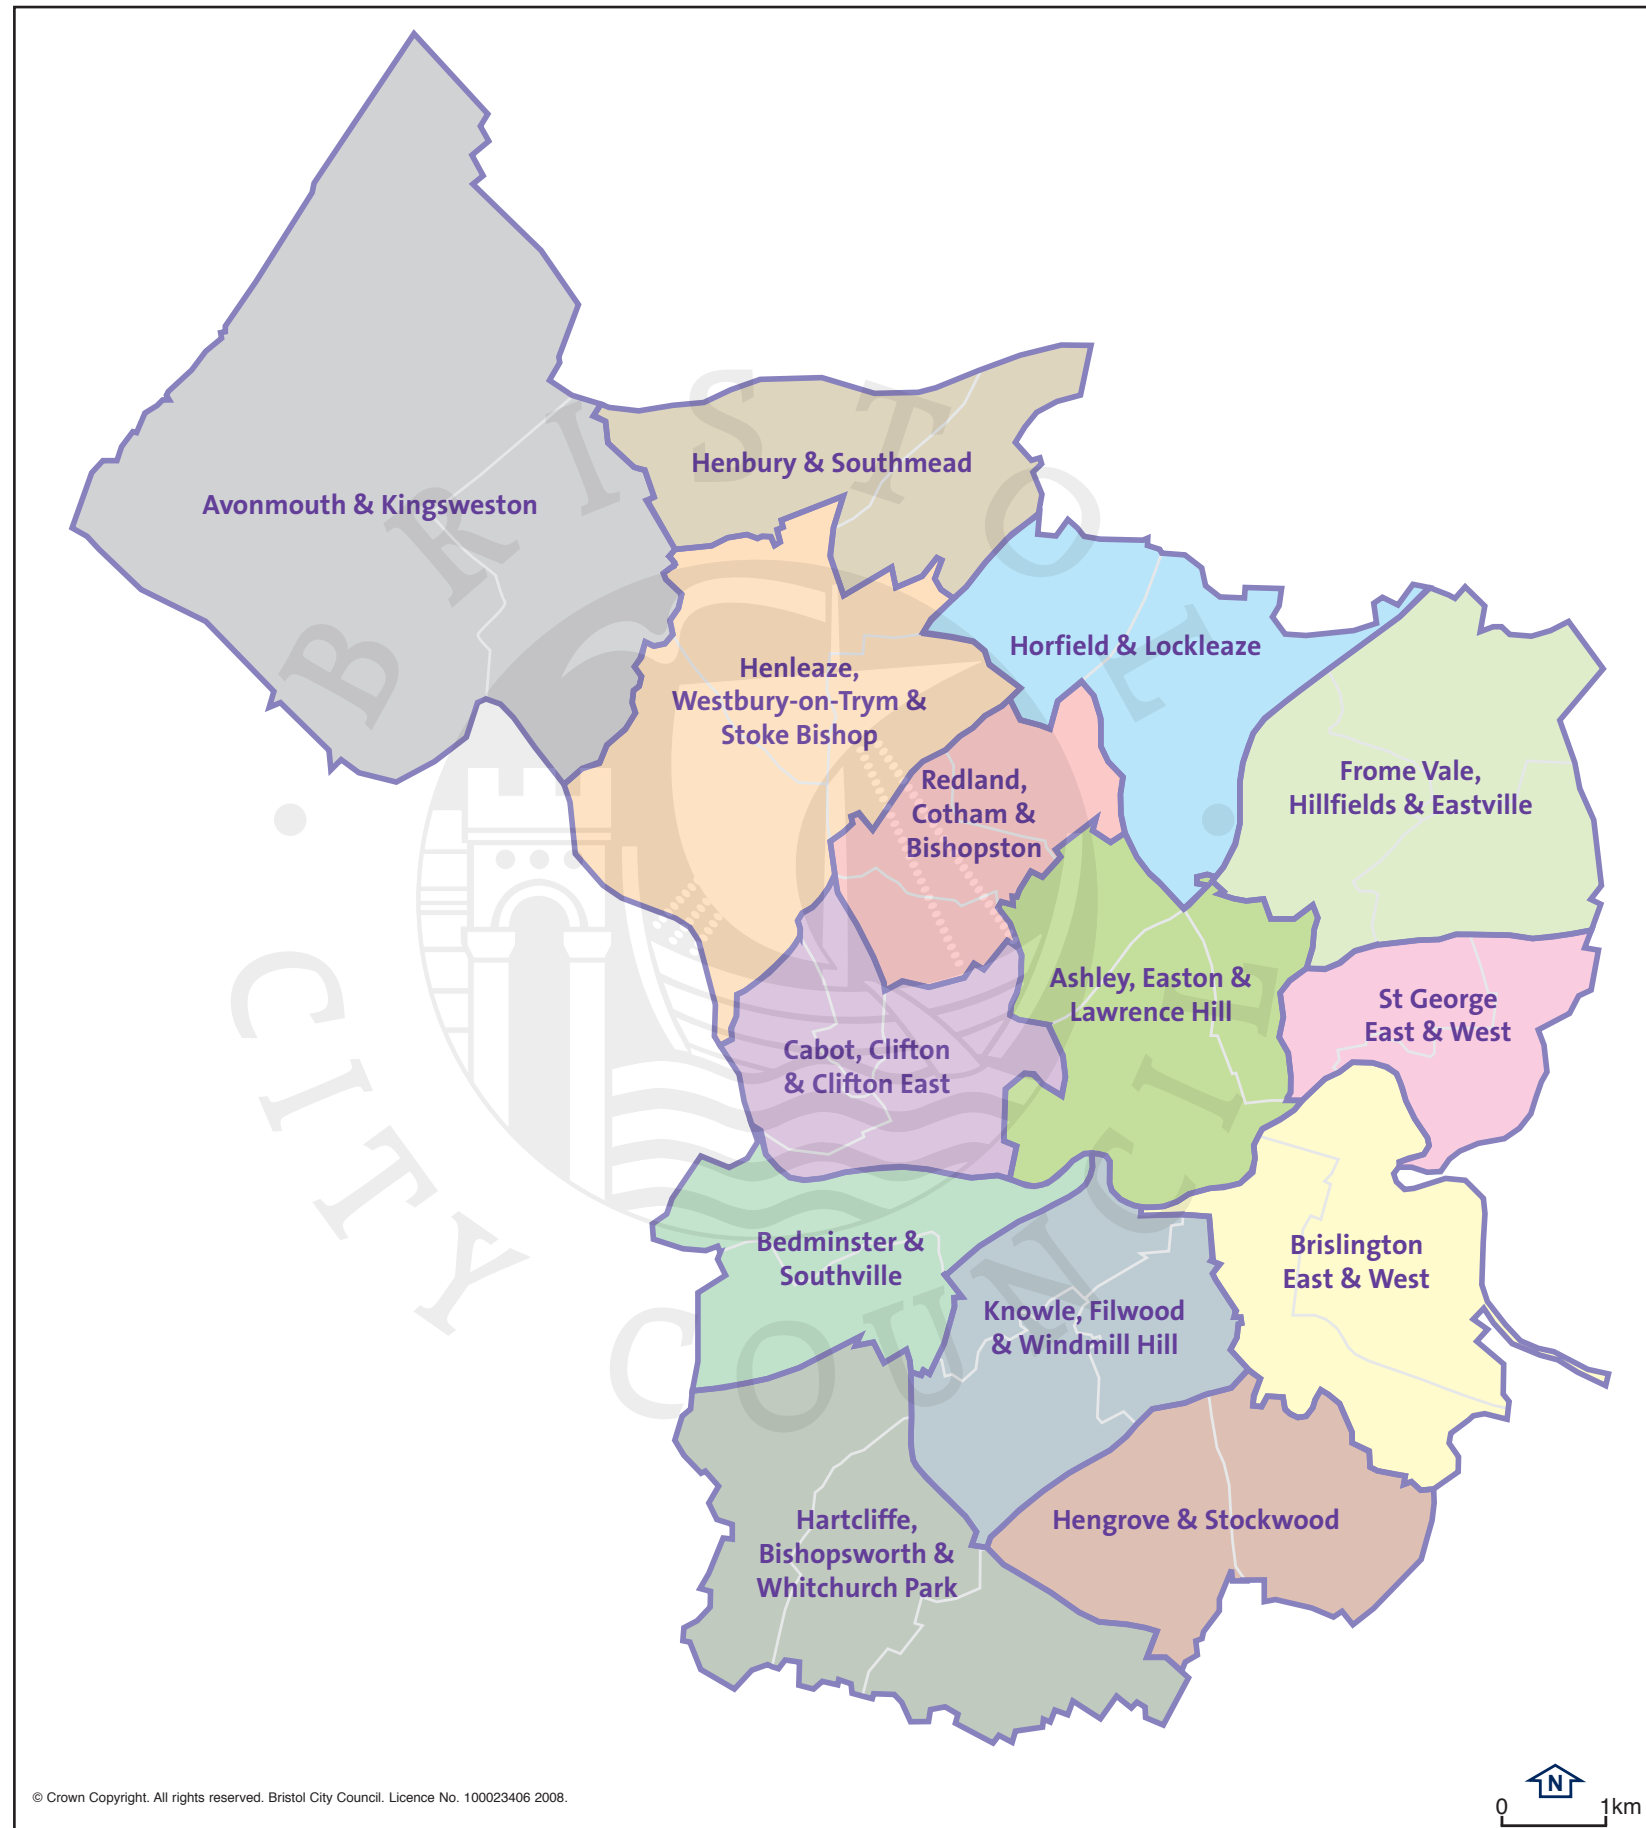 BRISTOL
Henbury & Southmead
Avonmouth & Kingsweston
Horfield & Lockleaze
Henleaze,
Westbury-on-Trym &
Stoke Bishop
Redland,
Cotham &
Bishopston
Frome Vale,
Hillfields & Eastville
Ashley, Easton &
Lawrence Hill
St George
East & West
Cabot, Clifton
& Clifton East
Bedminster &
Southville
Brislington
East & West
Knowle, Filwood
& Windmill Hill
Hartcliffe,
Bishopsworth &
Whitchurch Park
Hengrove & Stockwood
CITY COUNCIL
N
0 1km
© Crown Copyright. All rights reserved. Bristol City Council. Licence No. 100023406 2008.